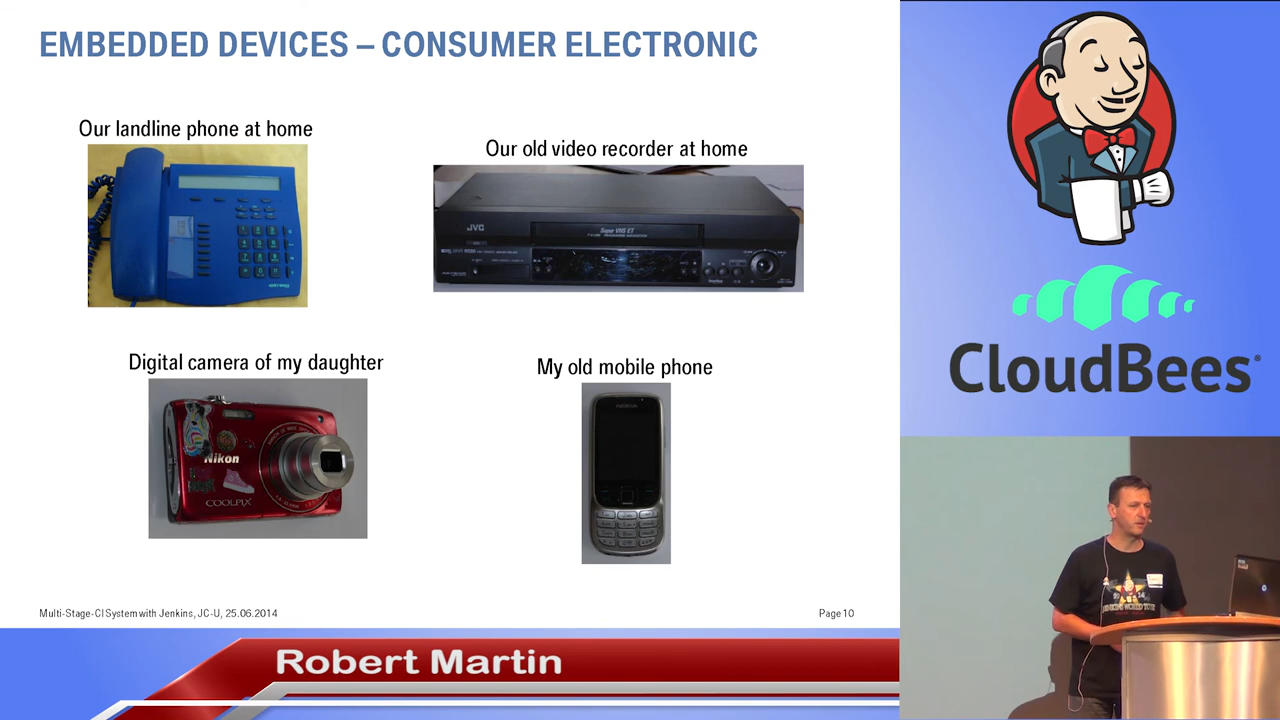 EMBEDDED DEVICES – CONSUMER ELECTRONIC
Our landline phone at home
Our old video recorder at home
JVC
Super VHS ET
Digital camera of my daughter
My old mobile phone
NOKIA
Nikon
COOLPIX
CloudBees
Multi-Stage-CI System with Jenkins, JC-U, 25.06.2014
Page 10
Robert Martin